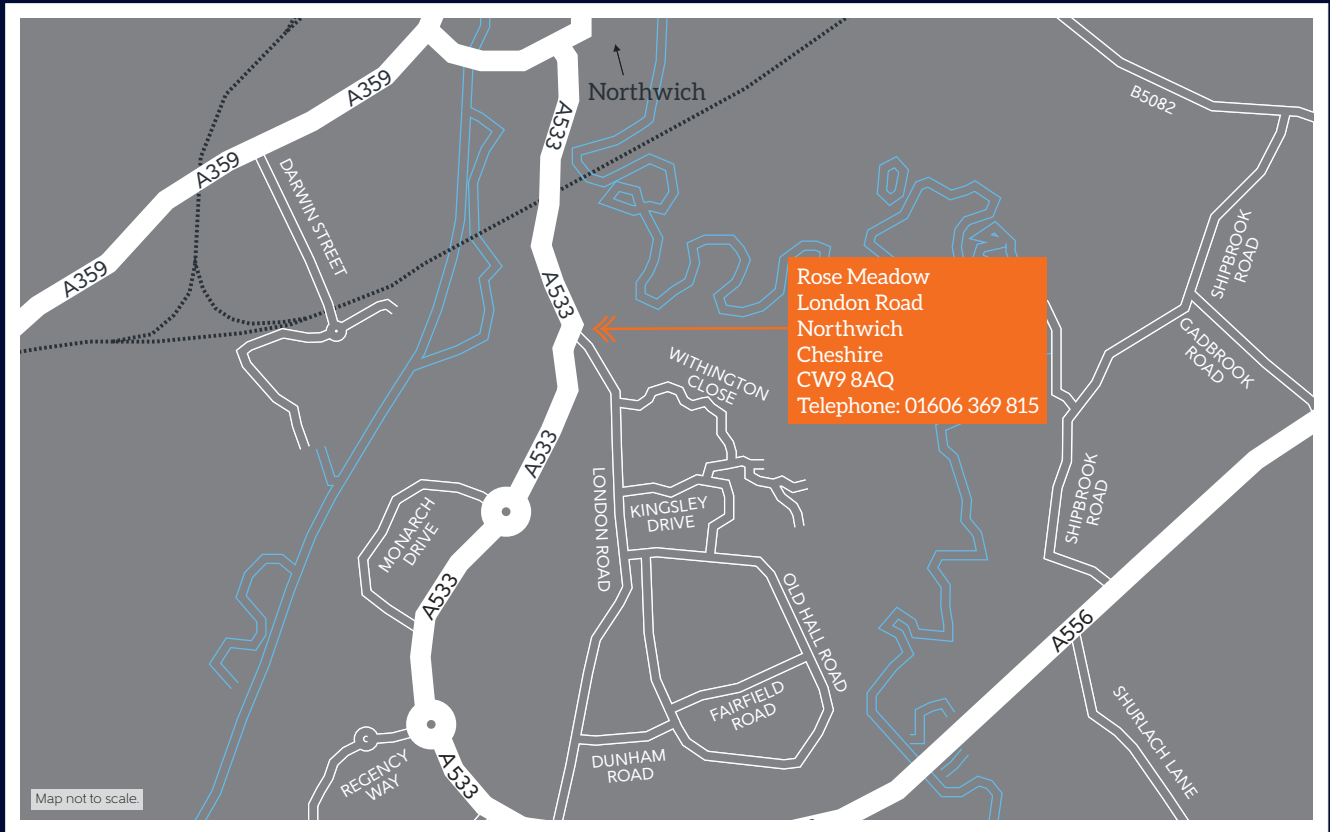 Northwich
A359
A359
A359
A533
A533
A533
A533
A533
B5082
DARWIN STREET
SHIPBROOK
ROAD
GADBROOK
ROAD
Rose Meadow
London Road
Northwich
Cheshire
CW9 8AQ
Telephone: 01606 369 815
WITHINGTON
CLOSE
LONDON ROAD
KINGSLEY
DRIVE
MONARCH
DRIVE
SHIPBROOK
ROAD
OLD HALL ROAD
A556
FAIRFIELD
ROAD
DUNHAM
ROAD
REGENCY
WAY
SHURLACH LANE
Map not to scale.